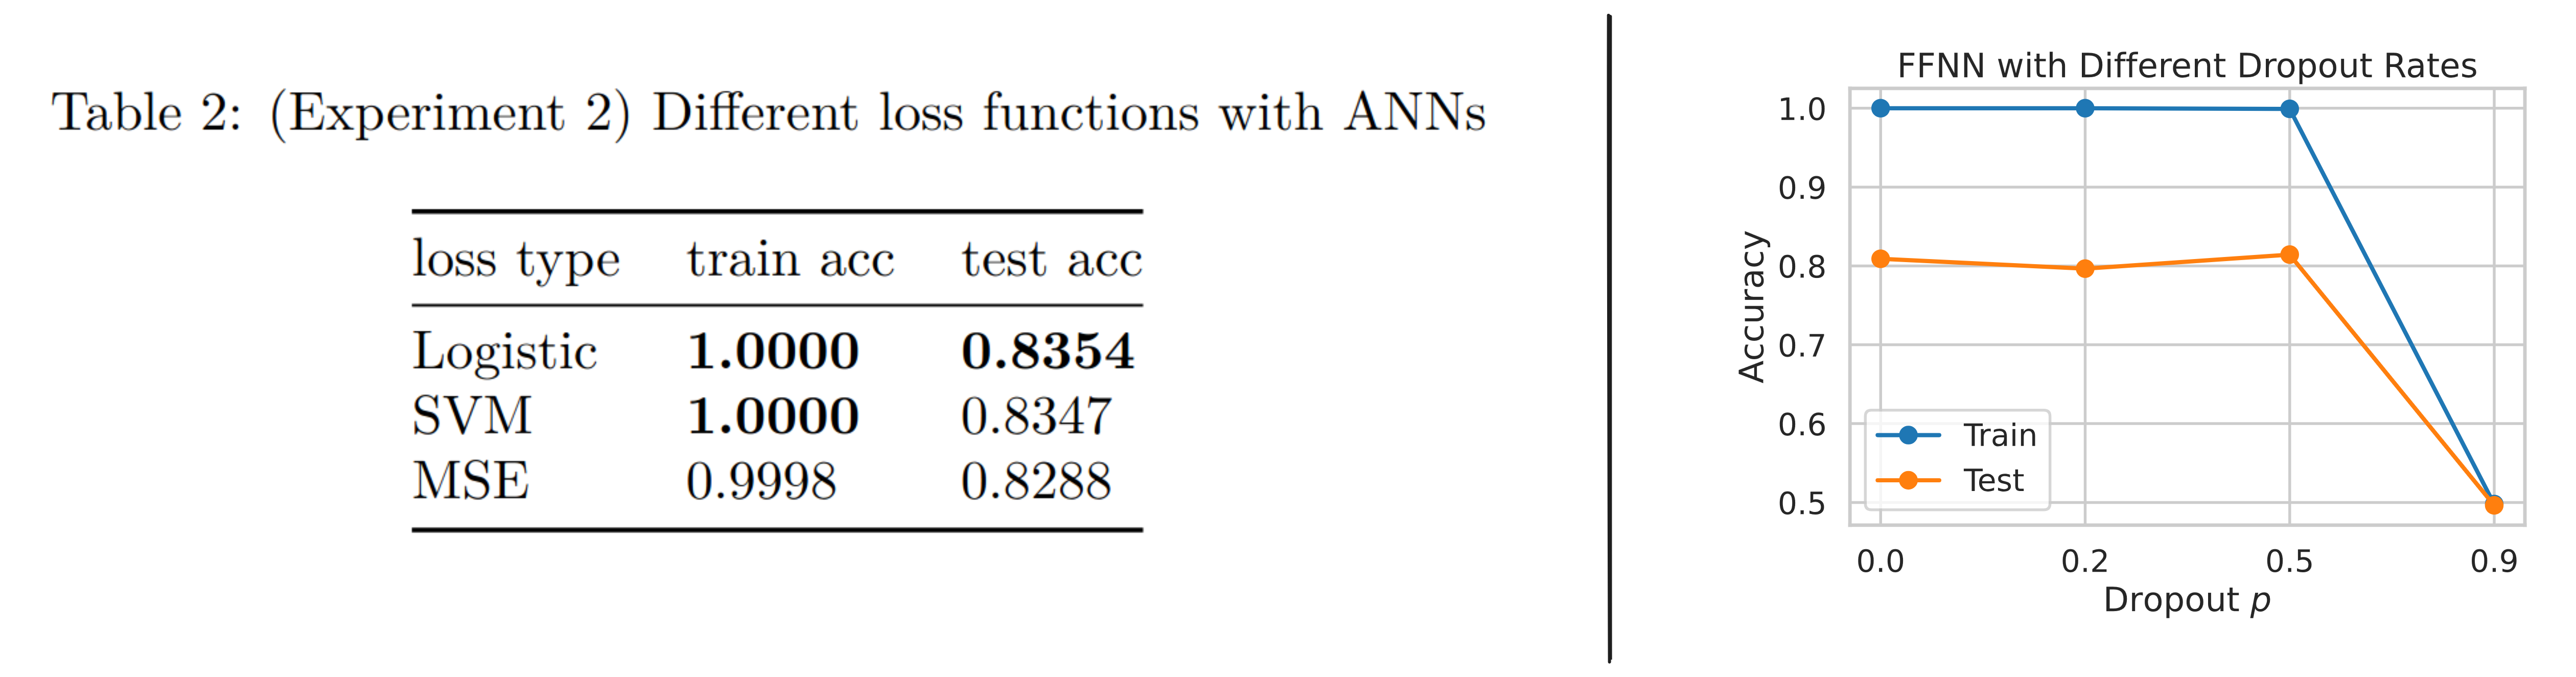 Table 2: (Experiment 2) Different loss functions with ANNs
loss type train acc test acc
Logistic 1.0000 0.8354
SVM 1.0000 0.8347
MSE 0.9998 0.8288
FFNN with Different Dropout Rates
1.0
0.9
0.8
0.7
0.6
0.5
Accuracy
Train
Test
0.0 0.2 0.5 0.9
Dropout p